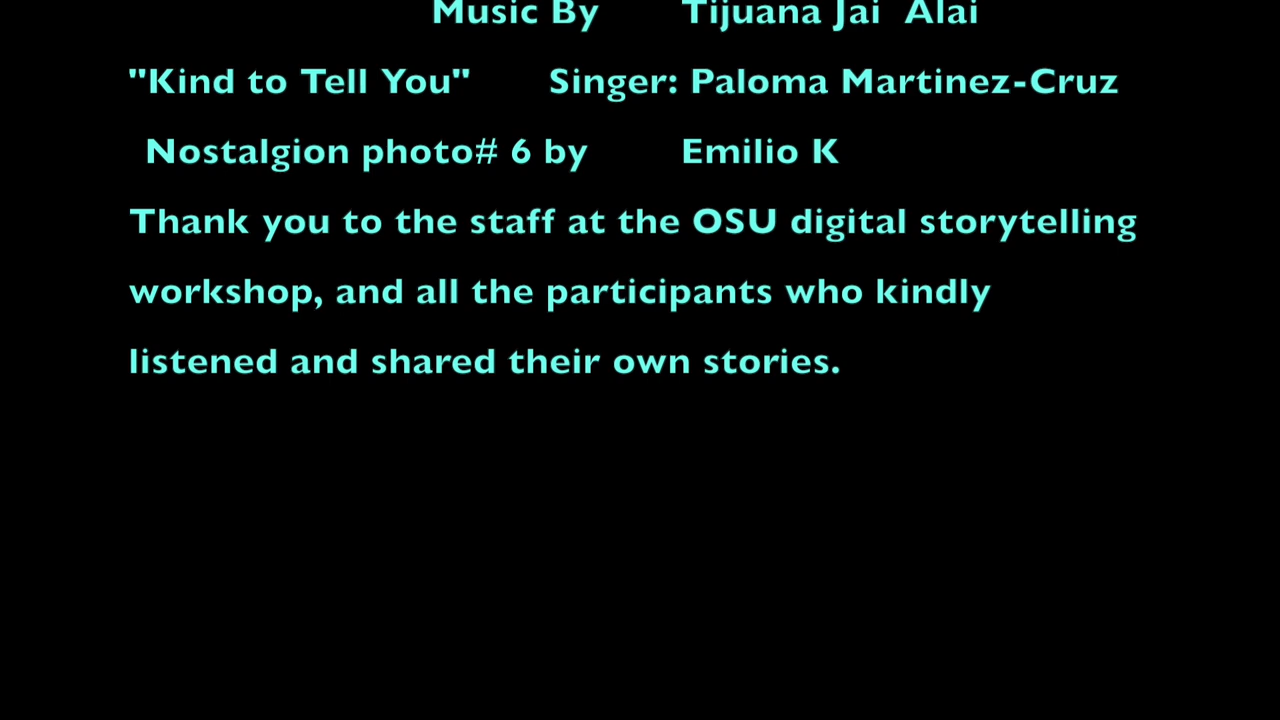 Music By Tijuana Jai Alai
"Kind to Tell You" Singer: Paloma Martinez-Cruz
Nostalgion photo# 6 by Emilio K
Thank you to the staff at the OSU digital storytelling
workshop, and all the participants who kindly
listened and shared their own stories.